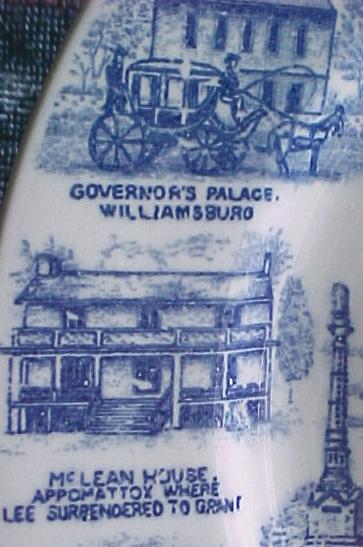 GOVERNOR'S PALACE.
WILLIAMSBURG
MCLEAN HOUSE,
APPOMATTOX WHERE
LEE SURRENDERED TO GRANT